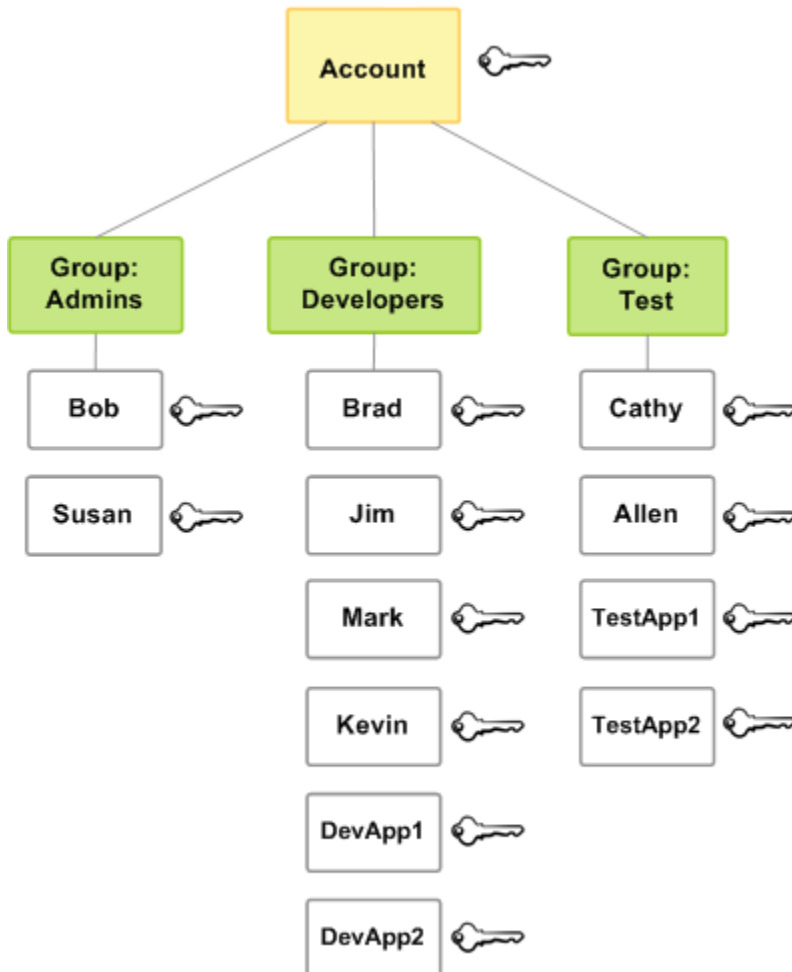 Account
Group:
Admins
Group:
Developers
Group:
Test
Bob
Brad
Cathy
Susan
Jim
Allen
Mark
TestApp1
Kevin
TestApp2
DevApp1
DevApp2